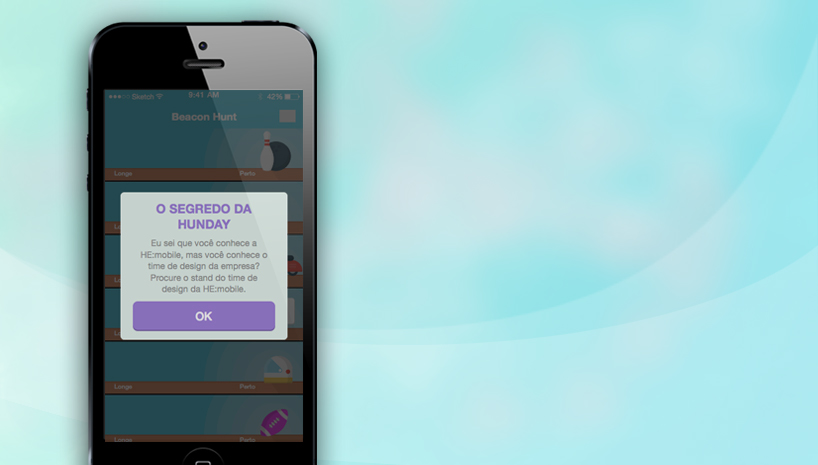 Sketch 9:41 AM 42%
Beacon Hunt
Longe Perto
O SEGREDO DA
HUNDAY
Eu sei que você conhece a
HE:mobile, mas você conhece o
time de design da empresa?
Procure o stand do time de
design da HE:mobile.
OK
Longe Perto
Longe Perto